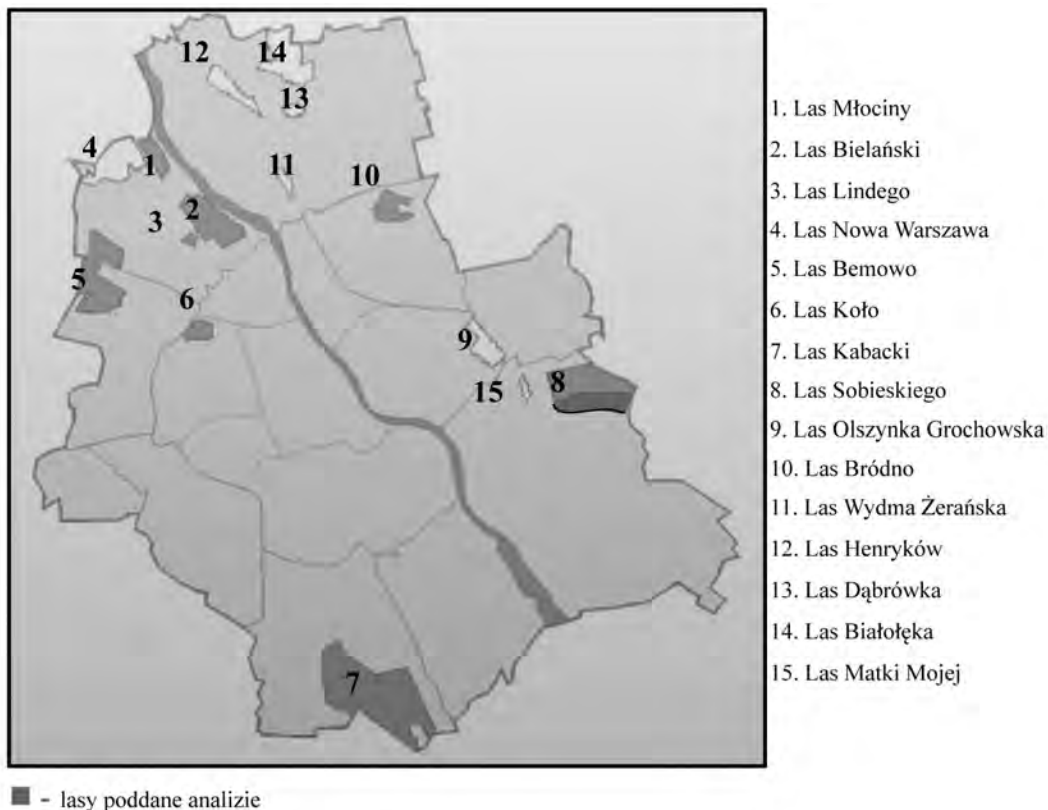 12 14
13
4
1
11
10
2
3
5
6
9
15
8
7
1. Las Młociny
2. Las Bielański
3. Las Lindego
4. Las Nowa Warszawa
5. Las Bemowo
6. Las Koło
7. Las Kabacki
8. Las Sobieskiego
9. Las Olszynka Grochowska
10. Las Bródno
11. Las Wydma Żerańska
12. Las Henryków
13. Las Dąbrówka
14. Las Białołęka
15. Las Matki Mojej
- lasy poddane analizie